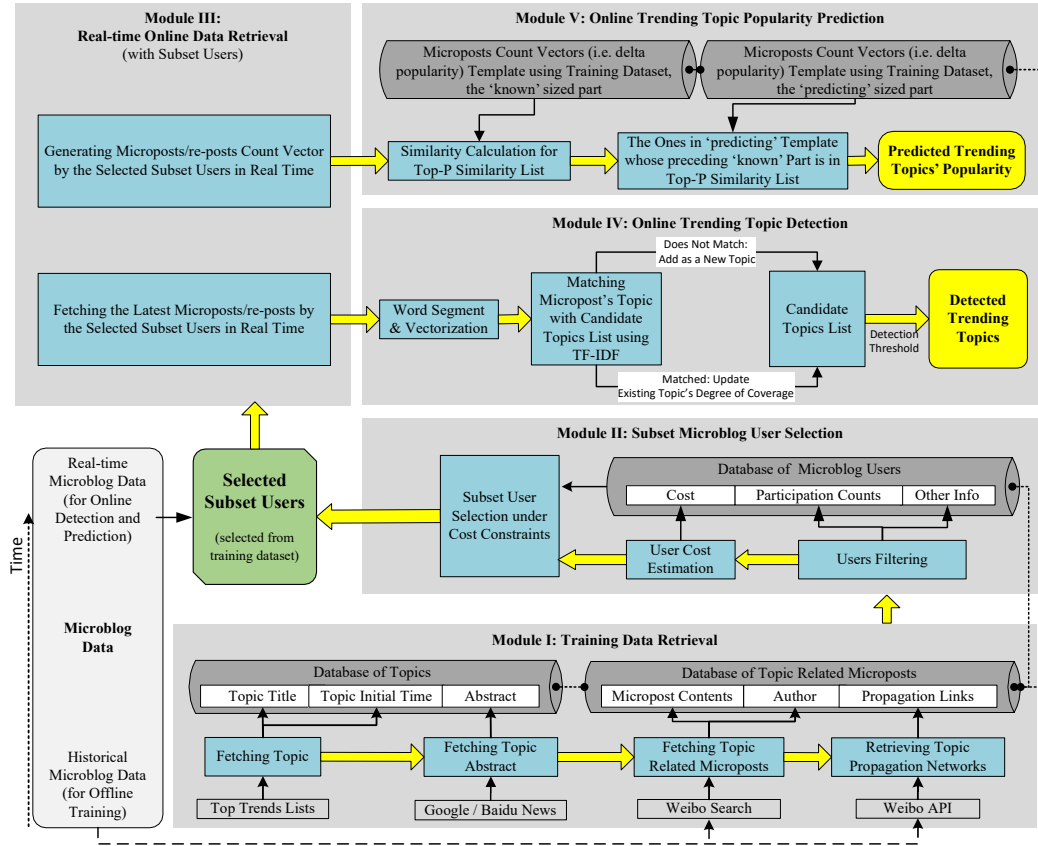 Module III:
Real-time Online Data Retrieval
(with Subset Users)
Generating Microposts/re-posts Count Vector
by the Selected Subset Users in Real Time
Fetching the Latest Microposts/re-posts by
the Selected Subset Users in Real Time
Module V: Online Trending Topic Popularity Prediction
Microposts Count Vectors (i.e. delta
popularity) Template using Training Dataset,
the ‘known’ sized part
Microposts Count Vectors (i.e. delta
popularity) Template using Training Dataset,
the ‘predicting’ sized part
Similarity Calculation for
Top-P Similarity List
The Ones in ‘predicting’ Template
whose preceding ‘known’ Part is in
Top-P Similarity List
Predicted Trending
Topics’ Popularity
Module IV: Online Trending Topic Detection
Does Not Match:
Add as a New Topic
Word Segment
& Vectorization
Matching
Micropost’s Topic
with Candidate
Topics List using
TF-IDF
Candidate
Topics List
Detection
Threshold
Detected
Trending
Topics
Matched: Update
Existing Topic’s Degree of Coverage
Module II: Subset Microblog User Selection
Database of Microblog Users
Cost
Participation Counts
Other Info
Subset User
Selection under
Cost Constraints
User Cost
Estimation
Users Filtering
Selected
Subset Users
(selected from
training dataset)
Time
Real-time
Microblog Data
(for Online
Detection and
Prediction)
Microblog
Data
Historical
Microblog Data
(for Offline
Training)
Module I: Training Data Retrieval
Database of Topics
Topic Title
Topic Initial Time
Abstract
Database of Topic Related Microposts
Micropost Contents
Author
Propagation Links
Fetching Topic
Fetching Topic
Abstract
Fetching Topic
Related Microposts
Retrieving Topic
Propagation Networks
Top Trends Lists
Google / Baidu News
Weibo Search
Weibo API